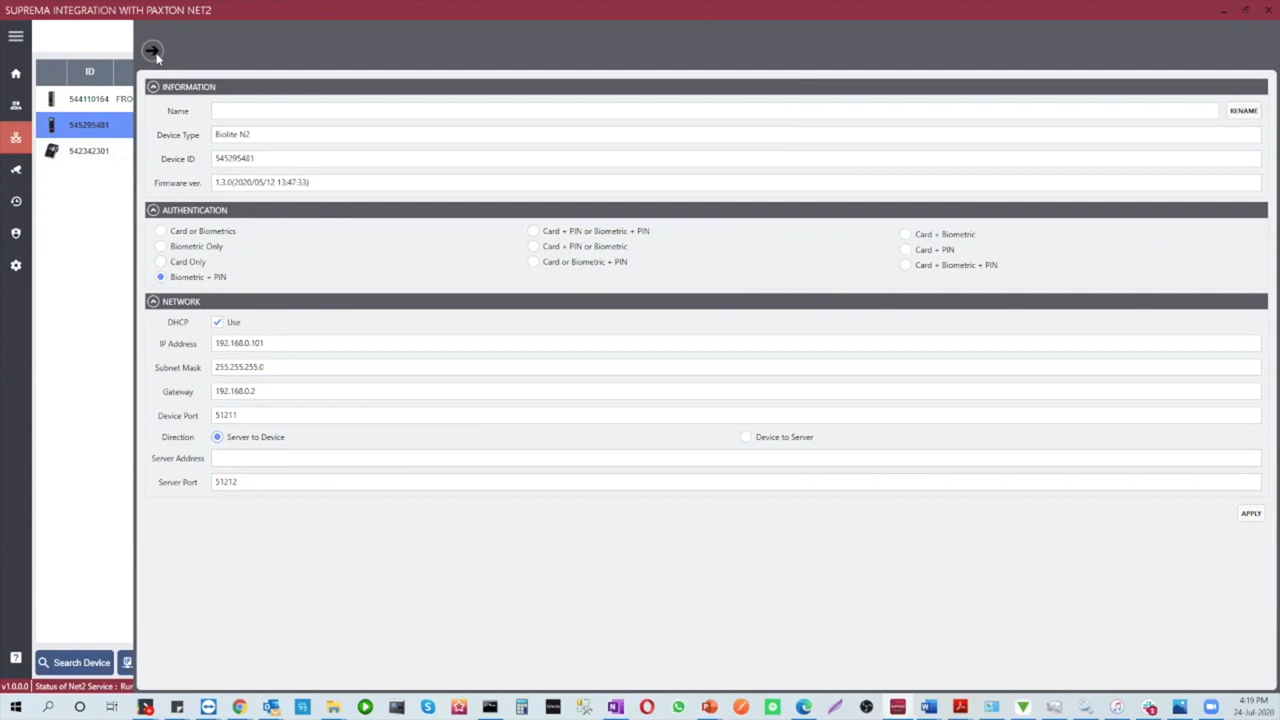 SUPREMA INTEGRATION WITH PAXTON NET2
ID
544110164 FRO
545295481
542342301
INFORMATION
Name RENAME
Device Type Biolite N2
Device ID 545295481
Firmware ver. 1.3.0(2020/05/12 13:47:33)
AUTHENTICATION
Card or Biometrics
Biometric Only
Card Only
Biometric + PIN
Card + PIN or Biometric + PIN
Card + PIN or Biometric
Card or Biometric + PIN
Card + Biometric
Card + PIN
Card + Biometric + PIN
NETWORK
DHCP Use
IP Address 192.168.0.101
Subnet Mask 255.255.255.0
Gateway 192.168.0.2
Device Port 51211
Direction Server to Device Device to Server
Server Address
Server Port 51212
APPLY
Search Device
v1.0.0.0 Status of Net2 Service : Run
4:19 PM
24-Jul-2020